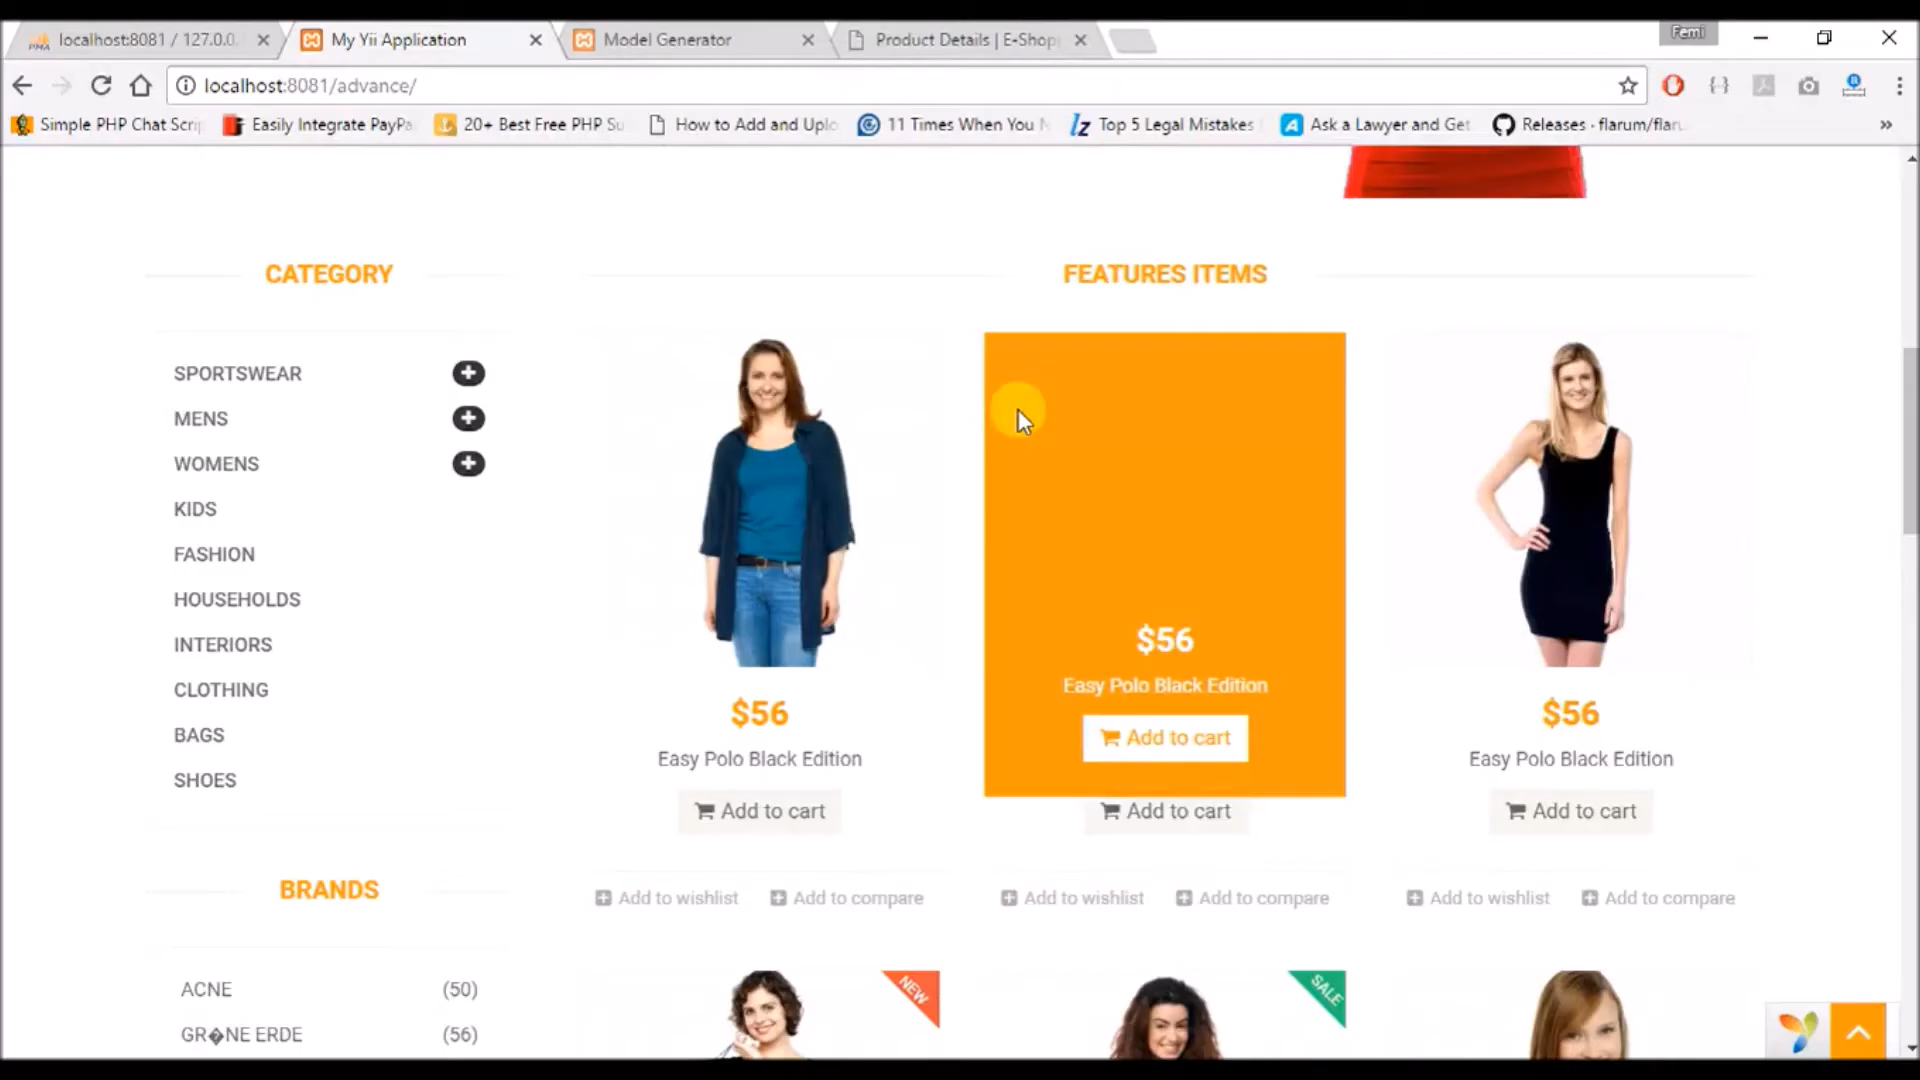 localhost:8081 / 127.0.0.
My Yii Application
Model Generator
Product Details | E-Shop
Femi
localhost:8081/advance/
Simple PHP Chat Scri
Easily Integrate PayPa
20+ Best Free PHP Su
How to Add and Uplo
11 Times When You
Top 5 Legal Mistakes
Ask a Lawyer and Get
Releases · flarum/flar
»
CATEGORY
FEATURES ITEMS
SPORTSWEAR
MENS
WOMENS
KIDS
FASHION
HOUSEHOLDS
INTERIORS
CLOTHING
BAGS
SHOES
$56
Easy Polo Black Edition
Add to cart
Add to wishlist
Add to compare
$56
Easy Polo Black Edition
Add to cart
Add to cart
Add to wishlist
Add to compare
$56
Easy Polo Black Edition
Add to cart
Add to wishlist
Add to compare
BRANDS
ACNE (50)
GR�NE ERDE (56)
NEW
SALE